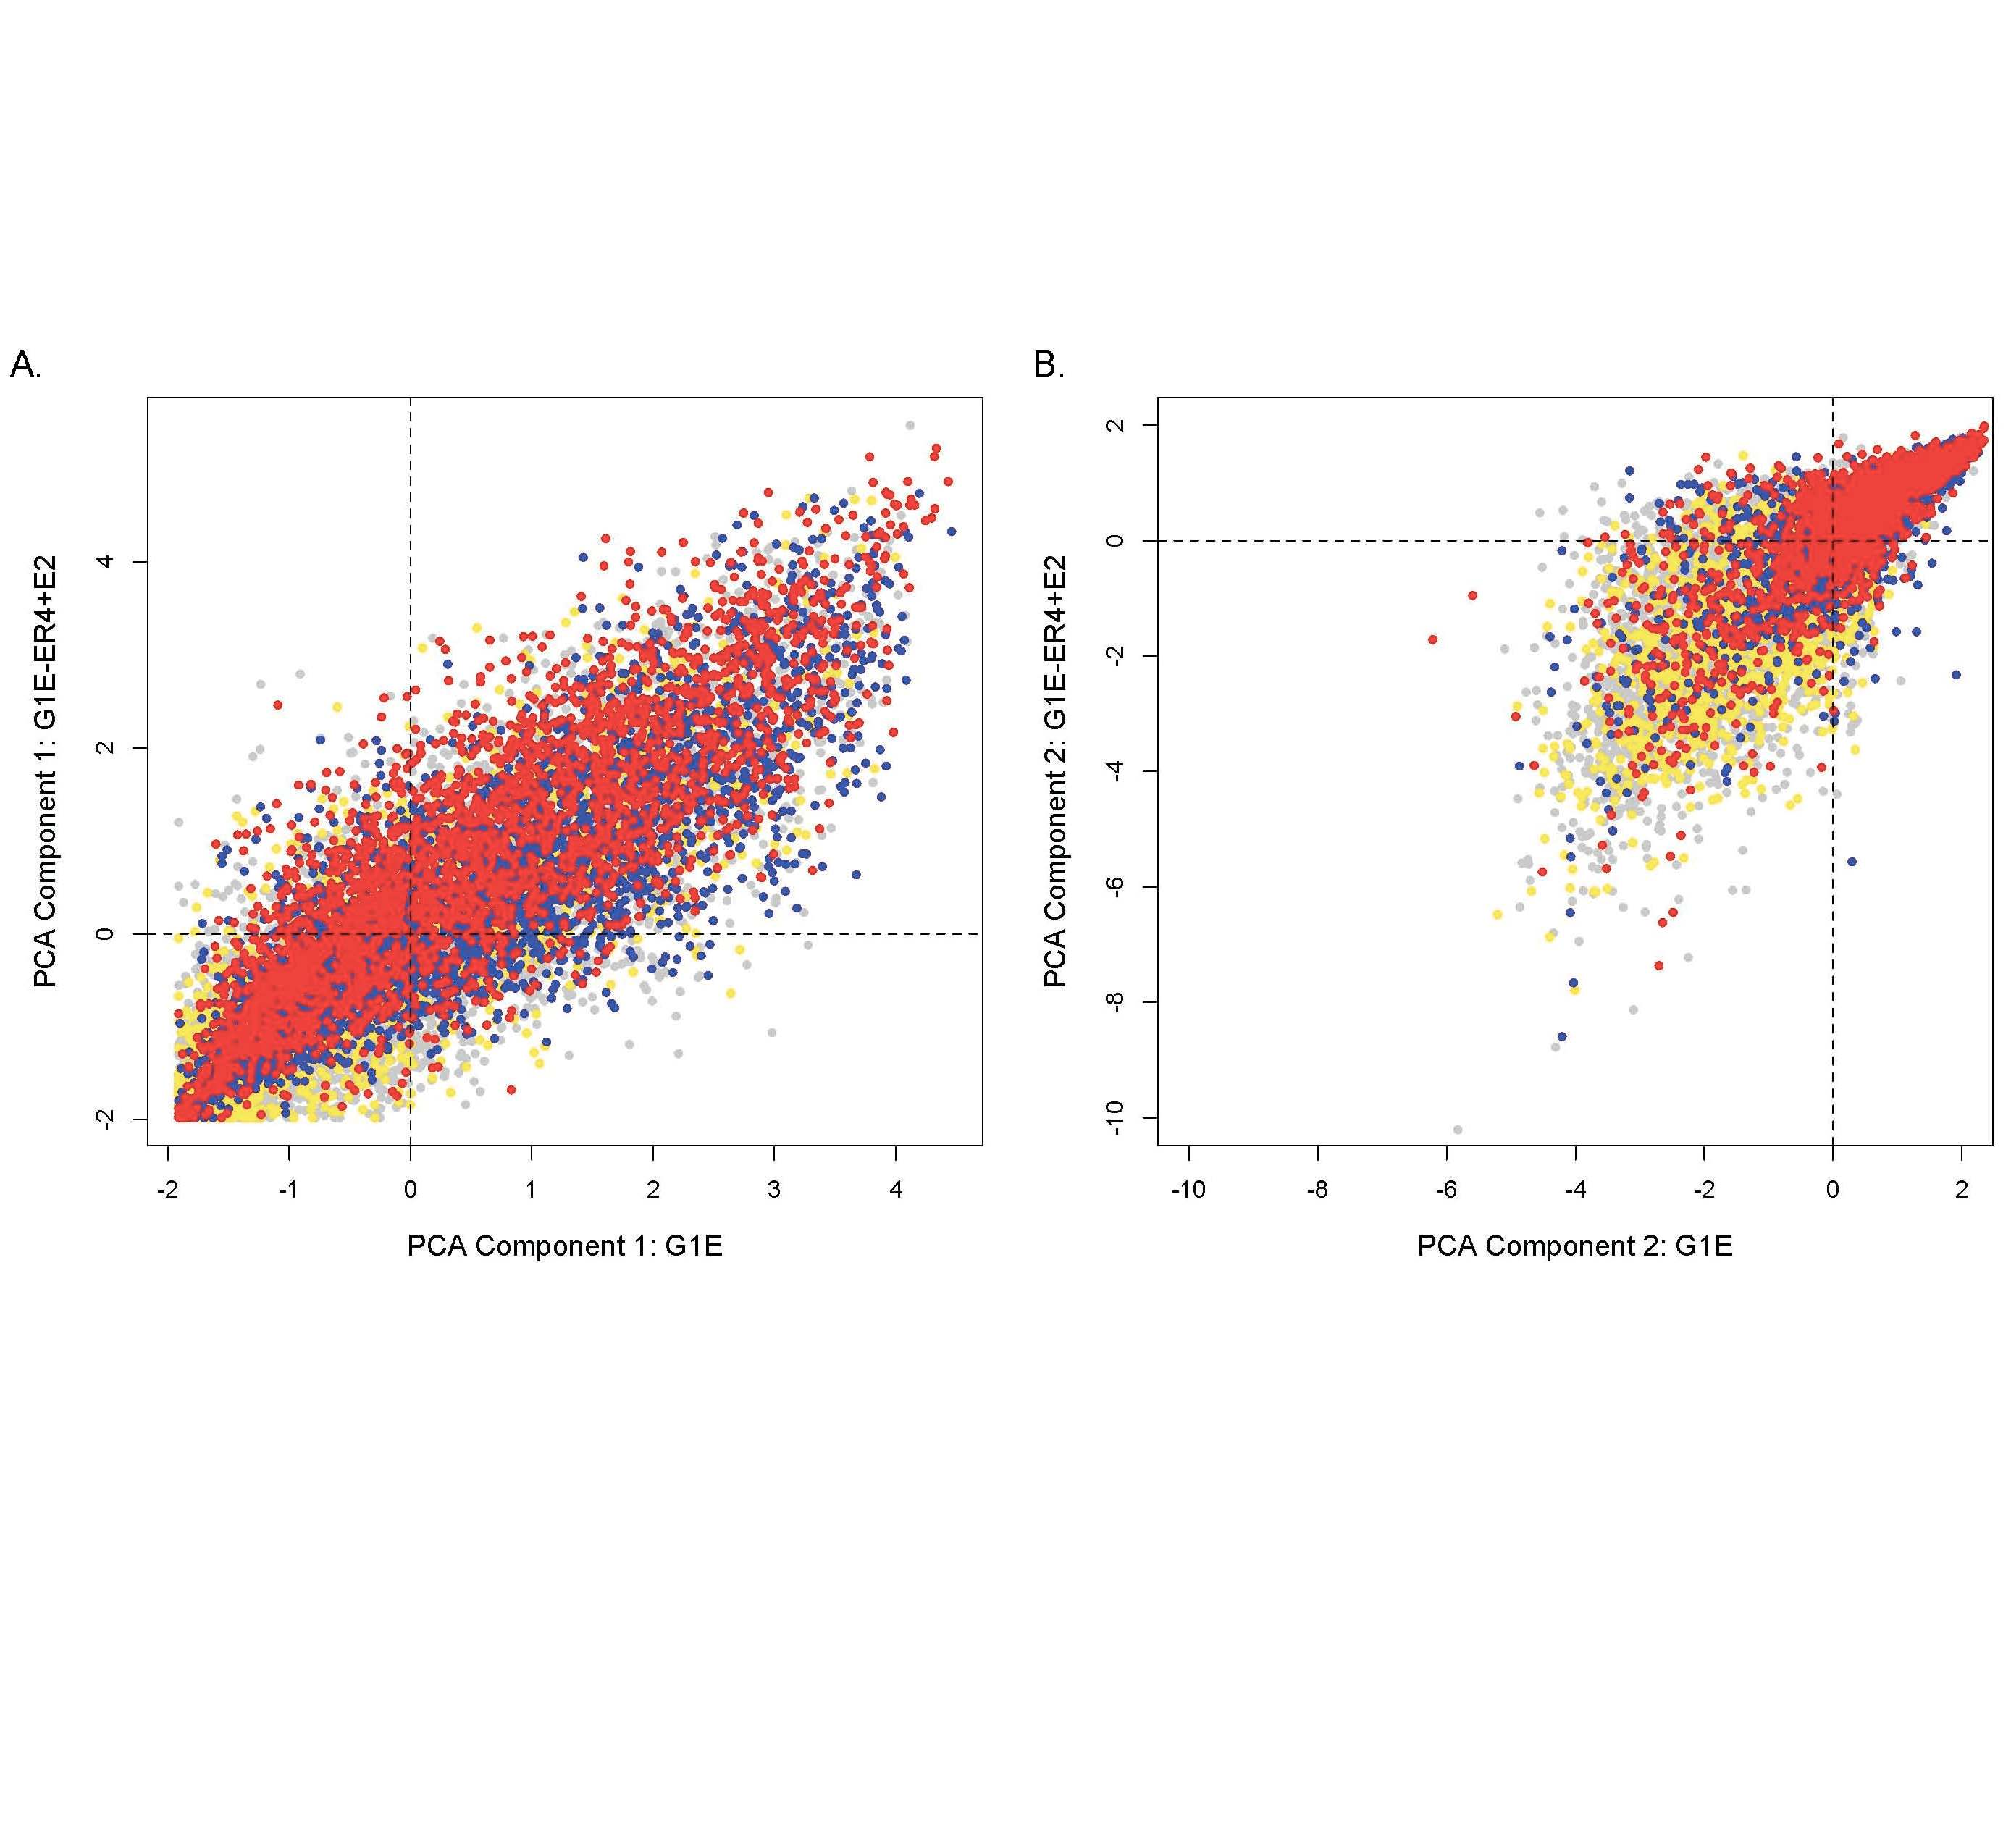 A.
PCA Component 1: G1E-ER4+E2
4
2
0
-2
-2 -1 0 1 2 3 4
PCA Component 1: G1E
B.
PCA Component 2: G1E-ER4+E2
2
0
-2
-4
-6
-8
-10
-10 -8 -6 -4 -2 0 2
PCA Component 2: G1E